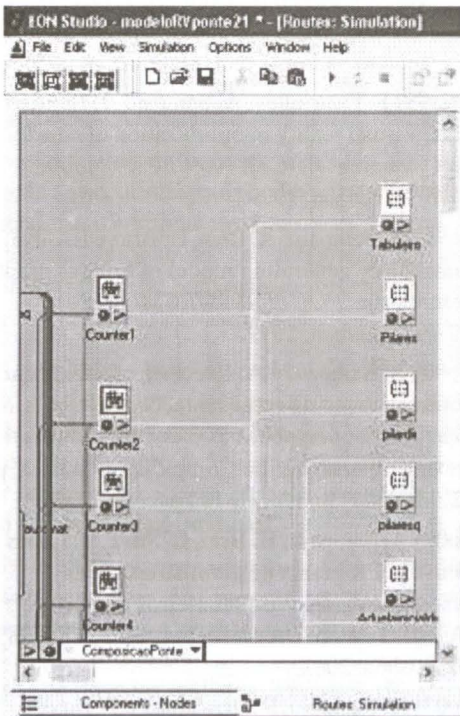 EON Studio - modeloRVponte21 * - [Routes: Simulation]
File Edit View Simulation Options Window Help
Tabuleiro
Counter1
Pilares
Counter2
pilardir
Counter3
pilaresq
Counter4
ComposicaoPonte
Components - Nodes
Routes: Simulation